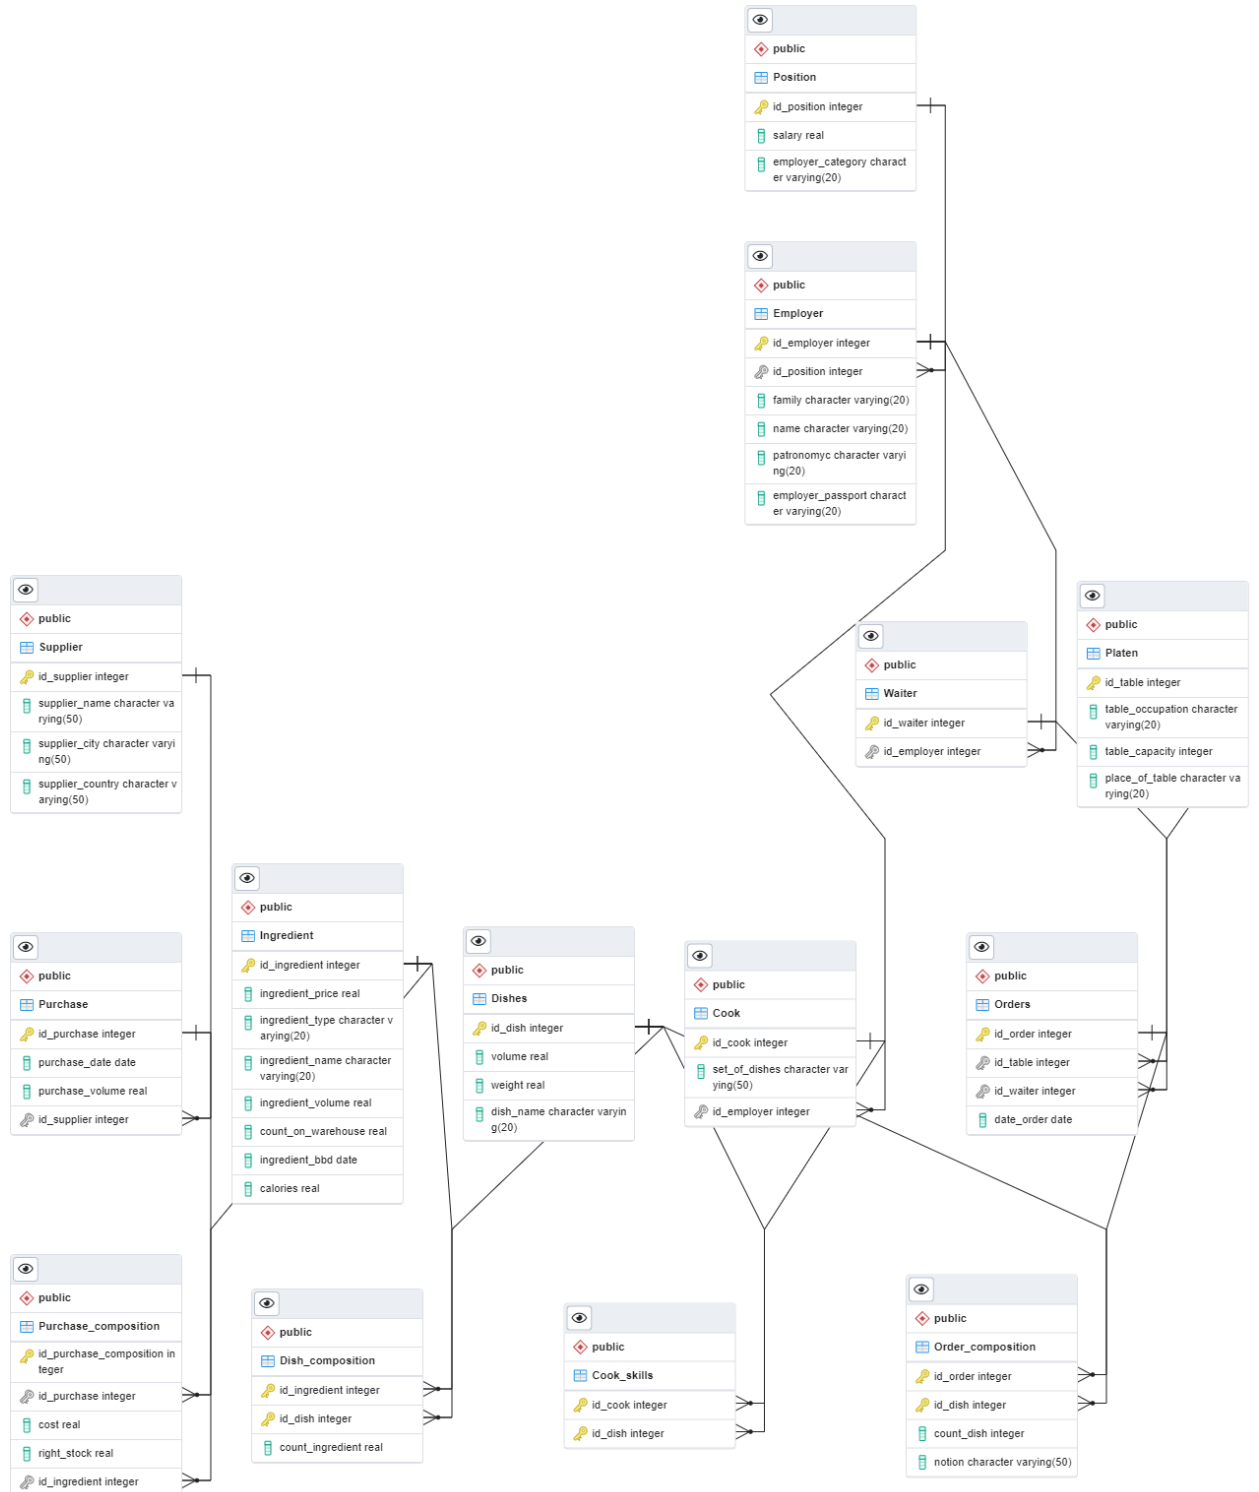 public
Position
id_position integer
salary real
employer_category charact
er varying(20)
public
Employer
id_employer integer
id_position integer
family character varying(20)
name character varying(20)
patronomyc character varyi
ng(20)
employer_passport charact
er varying(20)
public
Supplier
id_supplier integer
supplier_name character va
rying(50)
supplier_city character varyi
ng(50)
supplier_country character v
arying(50)
public
Waiter
id_waiter integer
id_employer integer
public
Platen
id_table integer
table_occupation character
varying(20)
table_capacity integer
place_of_table character va
rying(20)
public
Purchase
id_purchase integer
purchase_date date
purchase_volume real
id_supplier integer
public
Ingredient
id_ingredient integer
ingredient_price real
ingredient_type character v
arying(20)
ingredient_name character
varying(20)
ingredient_volume real
count_on_warehouse real
ingredient_bbd date
calories real
public
Dishes
id_dish integer
volume real
weight real
dish_name character varyin
g(20)
public
Cook
id_cook integer
set_of_dishes character var
ying(50)
id_employer integer
public
Orders
id_order integer
id_table integer
id_waiter integer
date_order date
public
Purchase_composition
id_purchase_composition in
teger
id_purchase integer
cost real
right_stock real
id_ingredient integer
public
Dish_composition
id_ingredient integer
id_dish integer
count_ingredient real
public
Cook_skills
id_cook integer
id_dish integer
public
Order_composition
id_order integer
id_dish integer
count_dish integer
notion character varying(50)